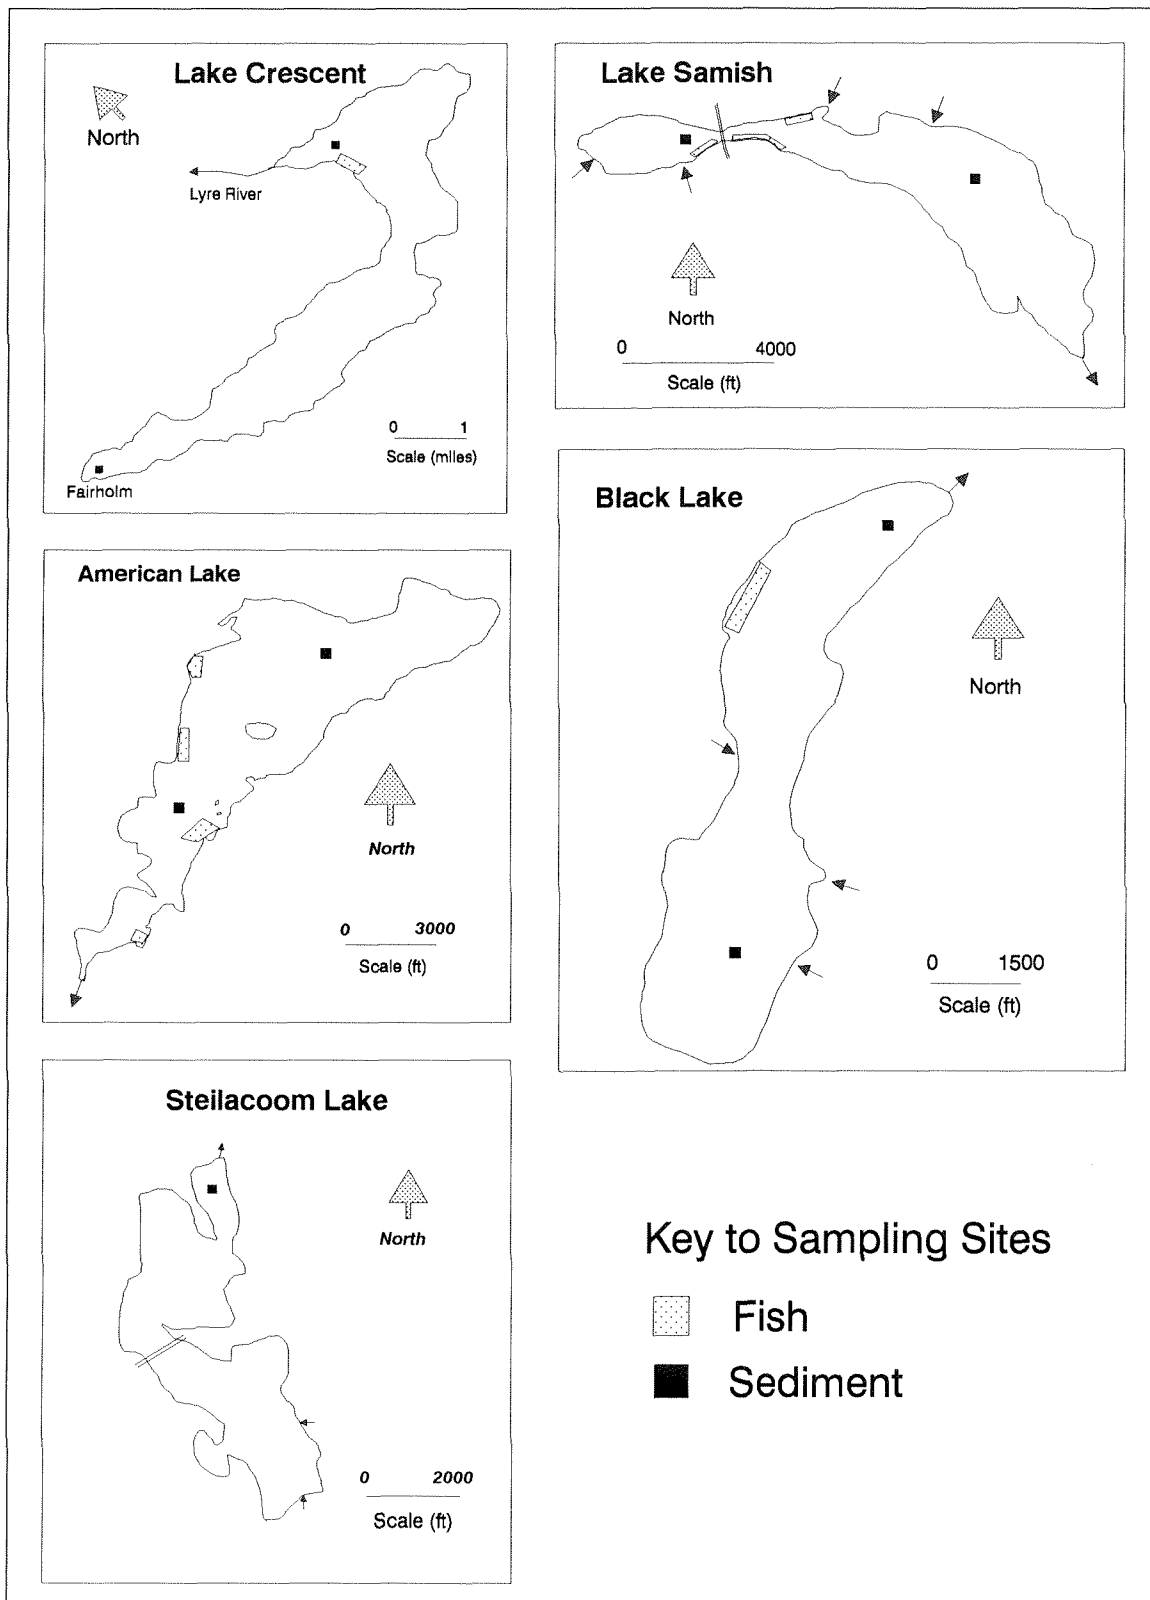 Lake Crescent
North
Lyre River
0 1
Scale (miles)
Fairholm
Lake Samish
North
0 4000
Scale (ft)
American Lake
North
0 3000
Scale (ft)
Black Lake
North
0 1500
Scale (ft)
Steilacoom Lake
North
0 2000
Scale (ft)
Key to Sampling Sites
Fish
Sediment